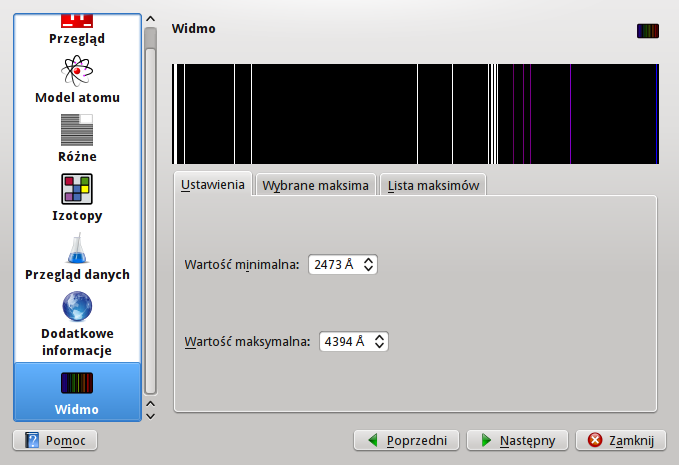 Przegląd
Model atomu
Różne
Izotopy
Przegląd danych
Dodatkowe
informacje
Widmo
Widmo
Ustawienia
Wybrane maksima
Lista maksimów
Wartość minimalna: 2473 Å
Wartość maksymalna: 4394 Å
Pomoc
Poprzedni
Następny
Zamknij